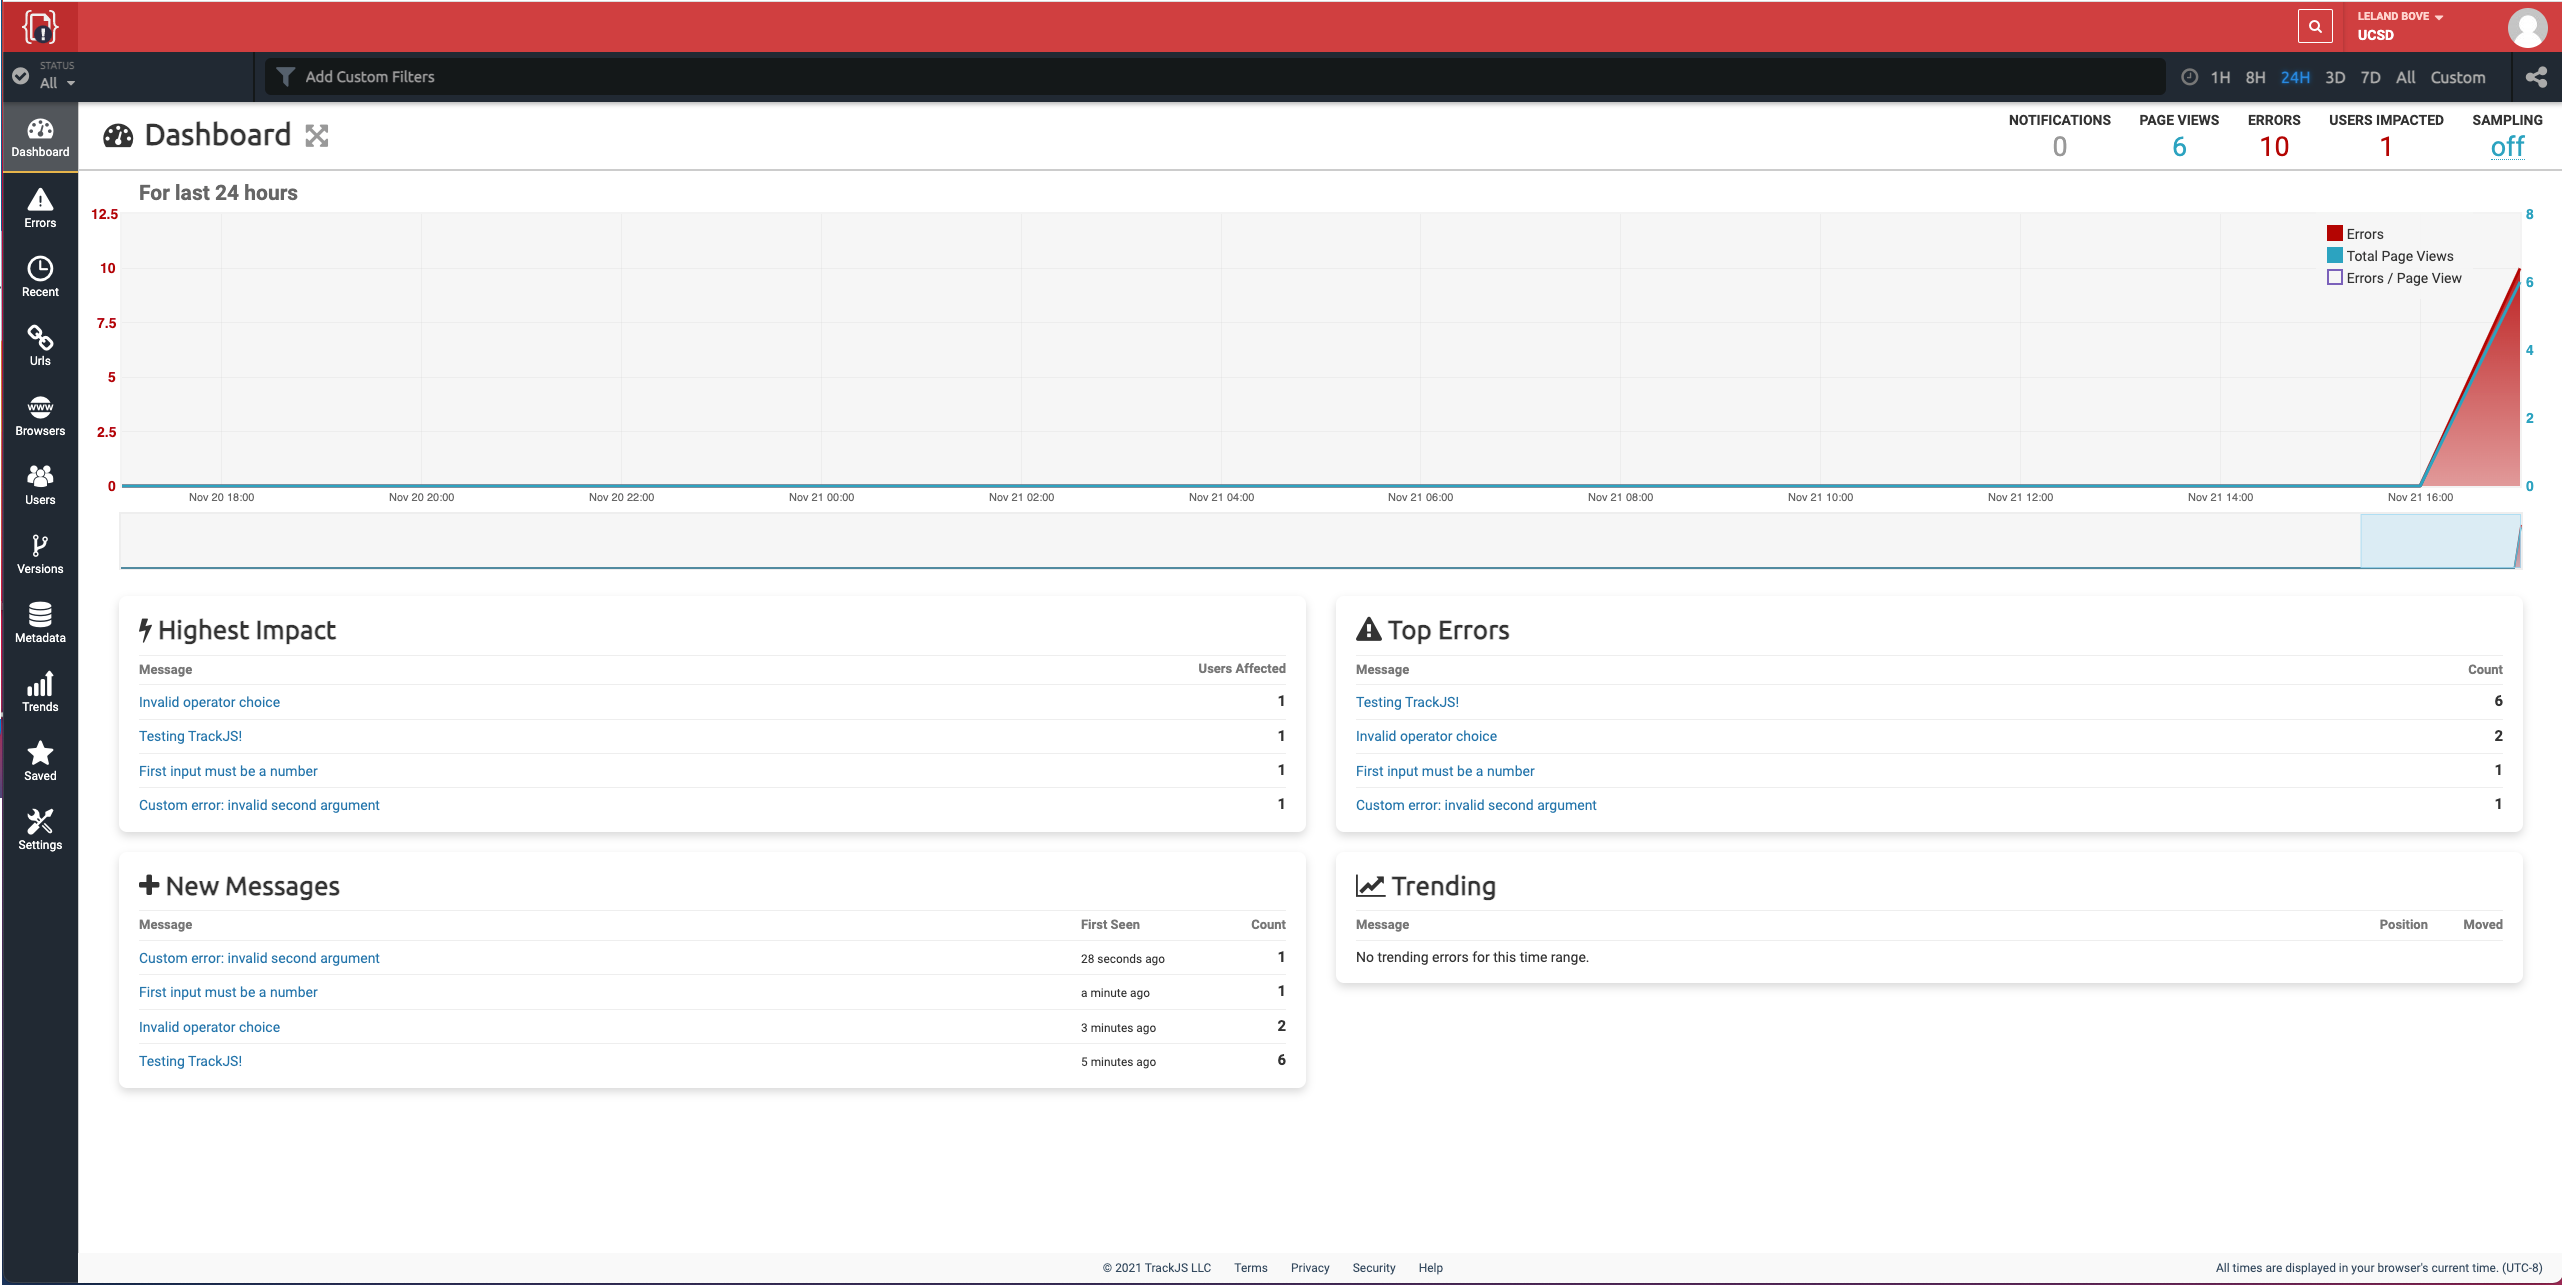 LELAND BOVE
UCSD
STATUS
All
Add Custom Filters
1H 8H 24H 3D 7D All Custom
Dashboard
Errors
Recent
Urls
www
Browsers
Users
Versions
Metadata
Trends
Saved
Settings
Dashboard
NOTIFICATIONS PAGE VIEWS ERRORS USERS IMPACTED SAMPLING
0 6 10 1 off
For last 24 hours
12.5
10
7.5
5
2.5
0
8
6
4
2
0
Errors
Total Page Views
Errors / Page View
Nov 20 18:00 Nov 20 20:00 Nov 20 22:00 Nov 21 00:00 Nov 21 02:00 Nov 21 04:00 Nov 21 06:00 Nov 21 08:00 Nov 21 10:00 Nov 21 12:00 Nov 21 14:00 Nov 21 16:00
Highest Impact
Message Users Affected
Invalid operator choice 1
Testing TrackJS! 1
First input must be a number 1
Custom error: invalid second argument 1
Top Errors
Message Count
Testing TrackJS! 6
Invalid operator choice 2
First input must be a number 1
Custom error: invalid second argument 1
New Messages
Message First Seen Count
Custom error: invalid second argument 28 seconds ago 1
First input must be a number a minute ago 1
Invalid operator choice 3 minutes ago 2
Testing TrackJS! 5 minutes ago 6
Trending
Message Position Moved
No trending errors for this time range.
© 2021 TrackJS LLC Terms Privacy Security Help
All times are displayed in your browser's current time. (UTC-8)